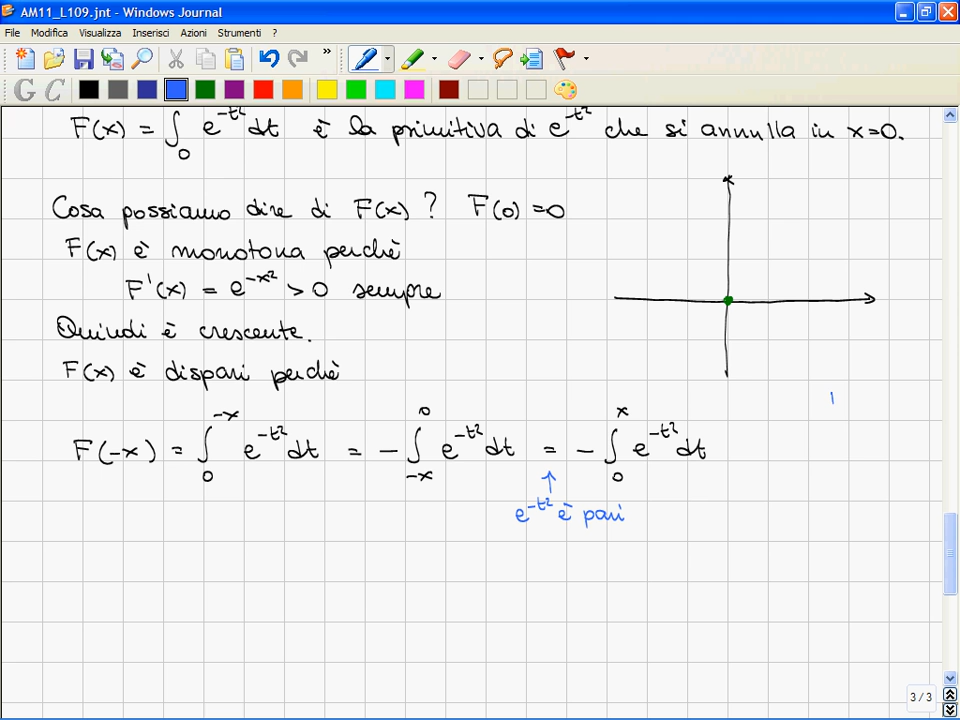 AM11_L109.jnt - Windows Journal
File Modifica Visualizza Inserisci Azioni Strumenti ?
F(x) = ∫₀ e^{-t²} dt è la primitiva di e^{-t²} che si annulla in x=0.
Cosa possiamo dire di F(x) ? F(0) =0
F(x) è monotona perchè
F'(x) = e^{-x²} > 0 sempre
Quindi è crescente.
F(x) è dispari perchè
F(-x) = ∫₀^{-x} e^{-t²} dt = - ∫_{-x}^{0} e^{-t²} dt = - ∫₀^{x} e^{-t²} dt
↑
e^{-t²} è pari
3 / 3